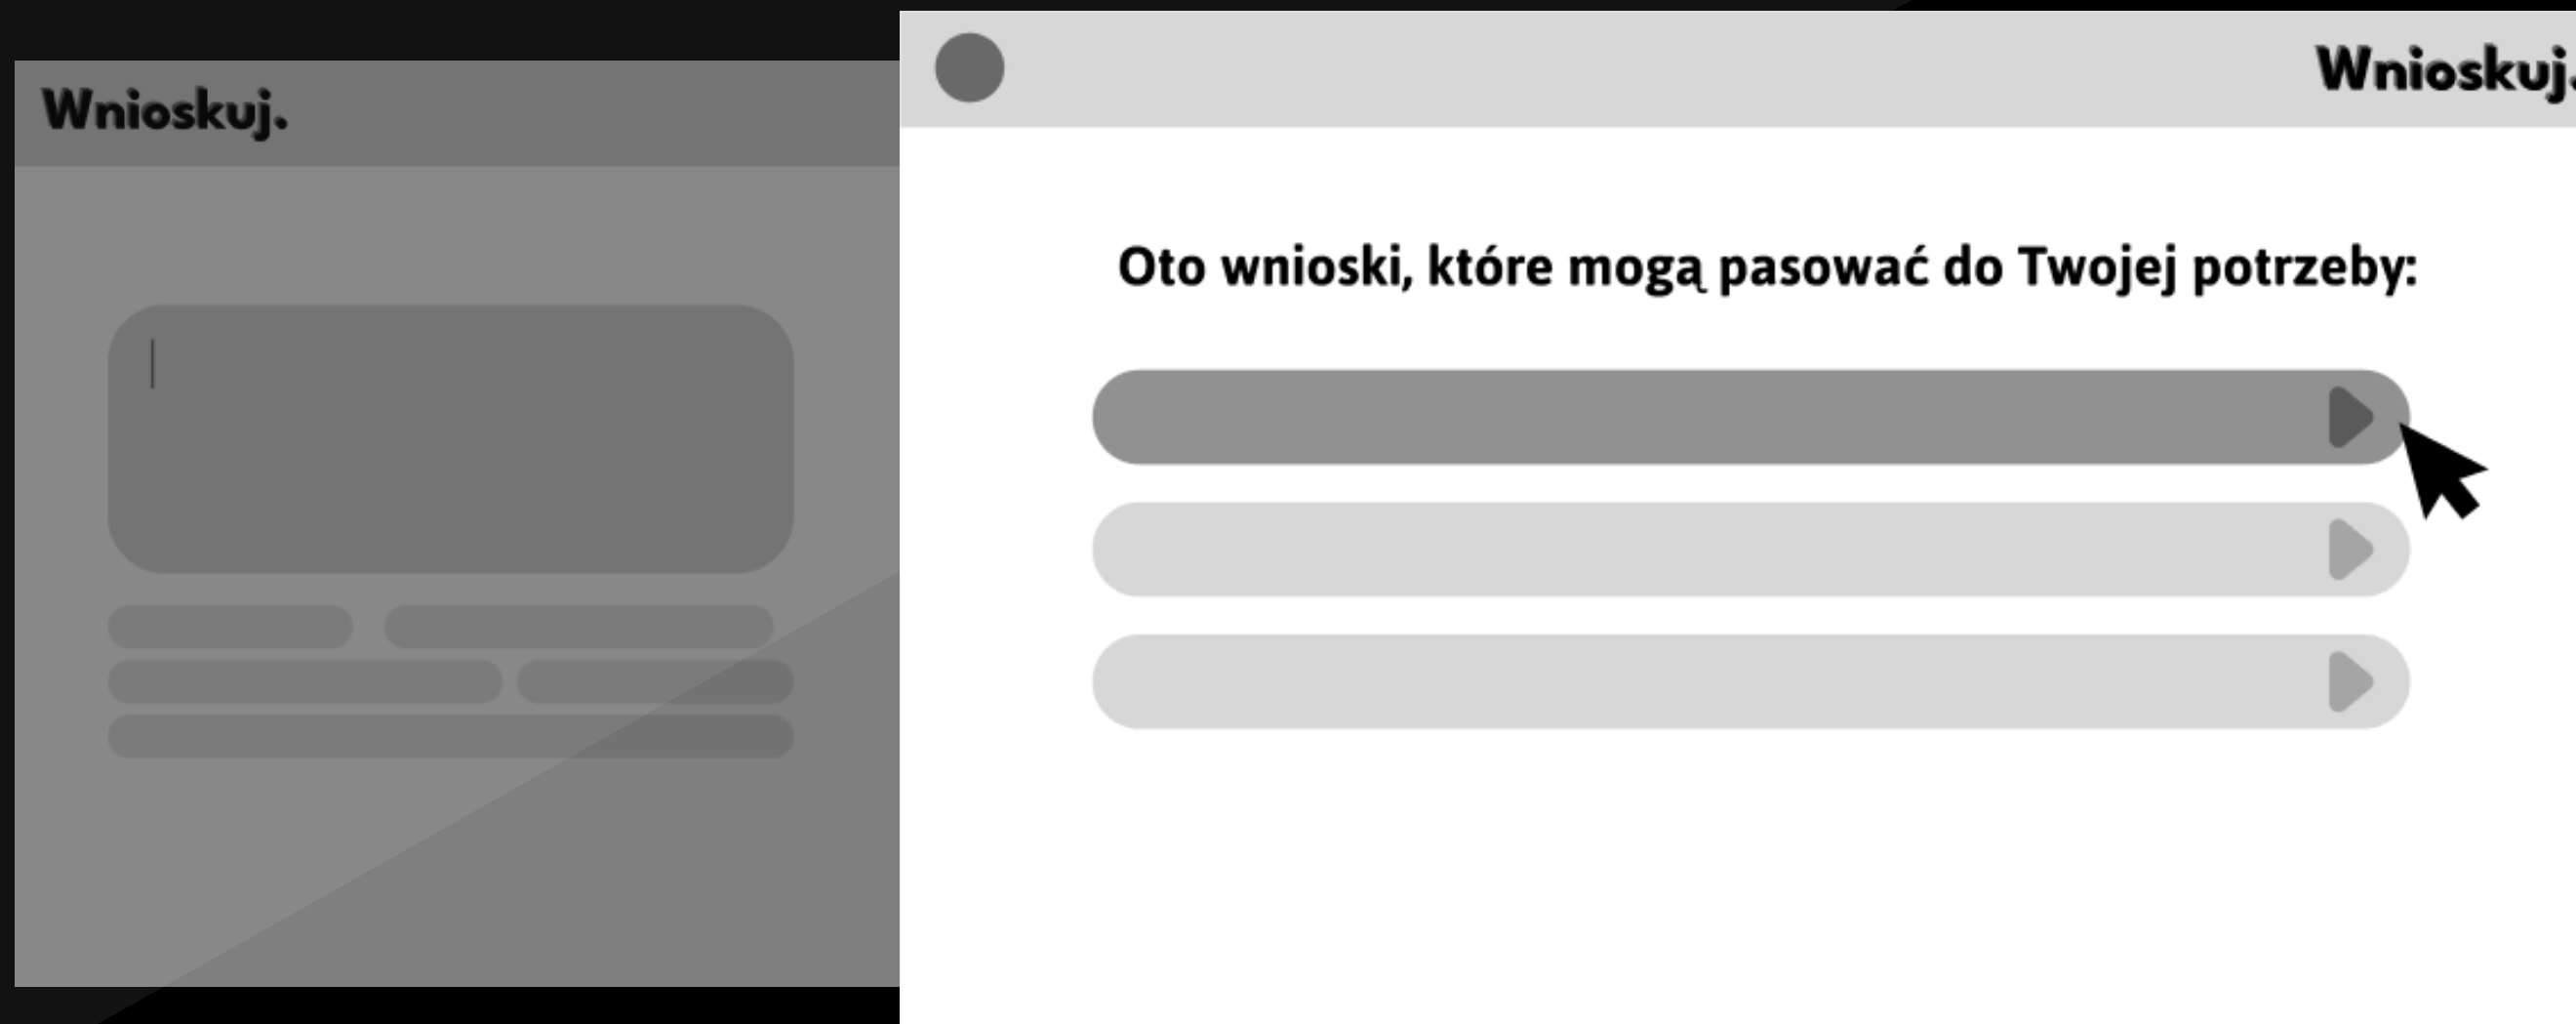 Wnioskuj.
Wnioskuj.
Oto wnioski, które mogą pasować do Twojej potrzeby: